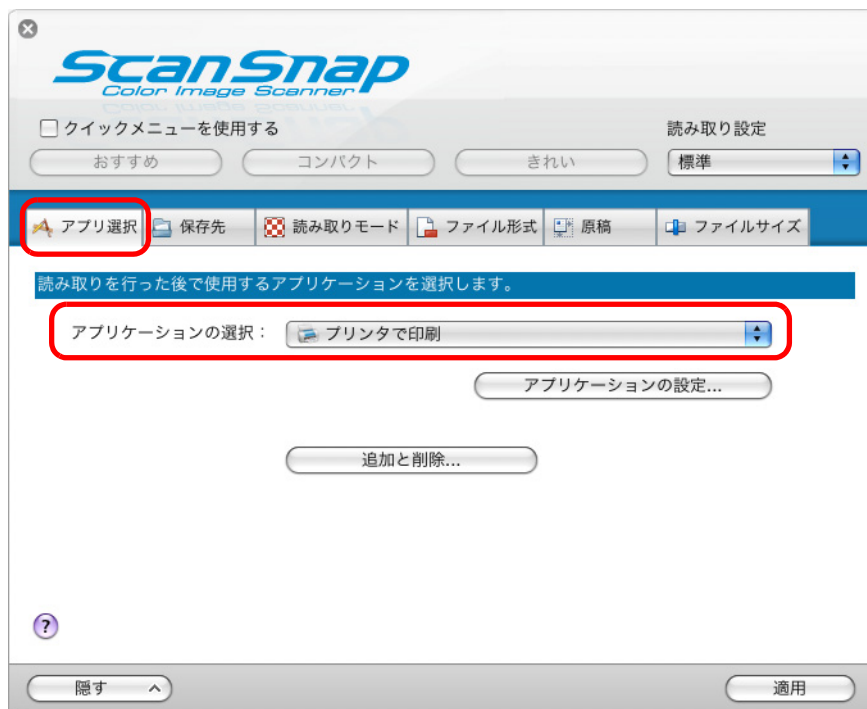 ScanSnap
Color Image Scanner
クイックメニューを使用する
読み取り設定
おすすめ
コンパクト
きれい
標準
アプリ選択
保存先
読み取りモード
ファイル形式
原稿
ファイルサイズ
読み取りを行った後で使用するアプリケーションを選択します。
アプリケーションの選択：
プリンタで印刷
アプリケーションの設定...
追加と削除...
?
隠す
適用